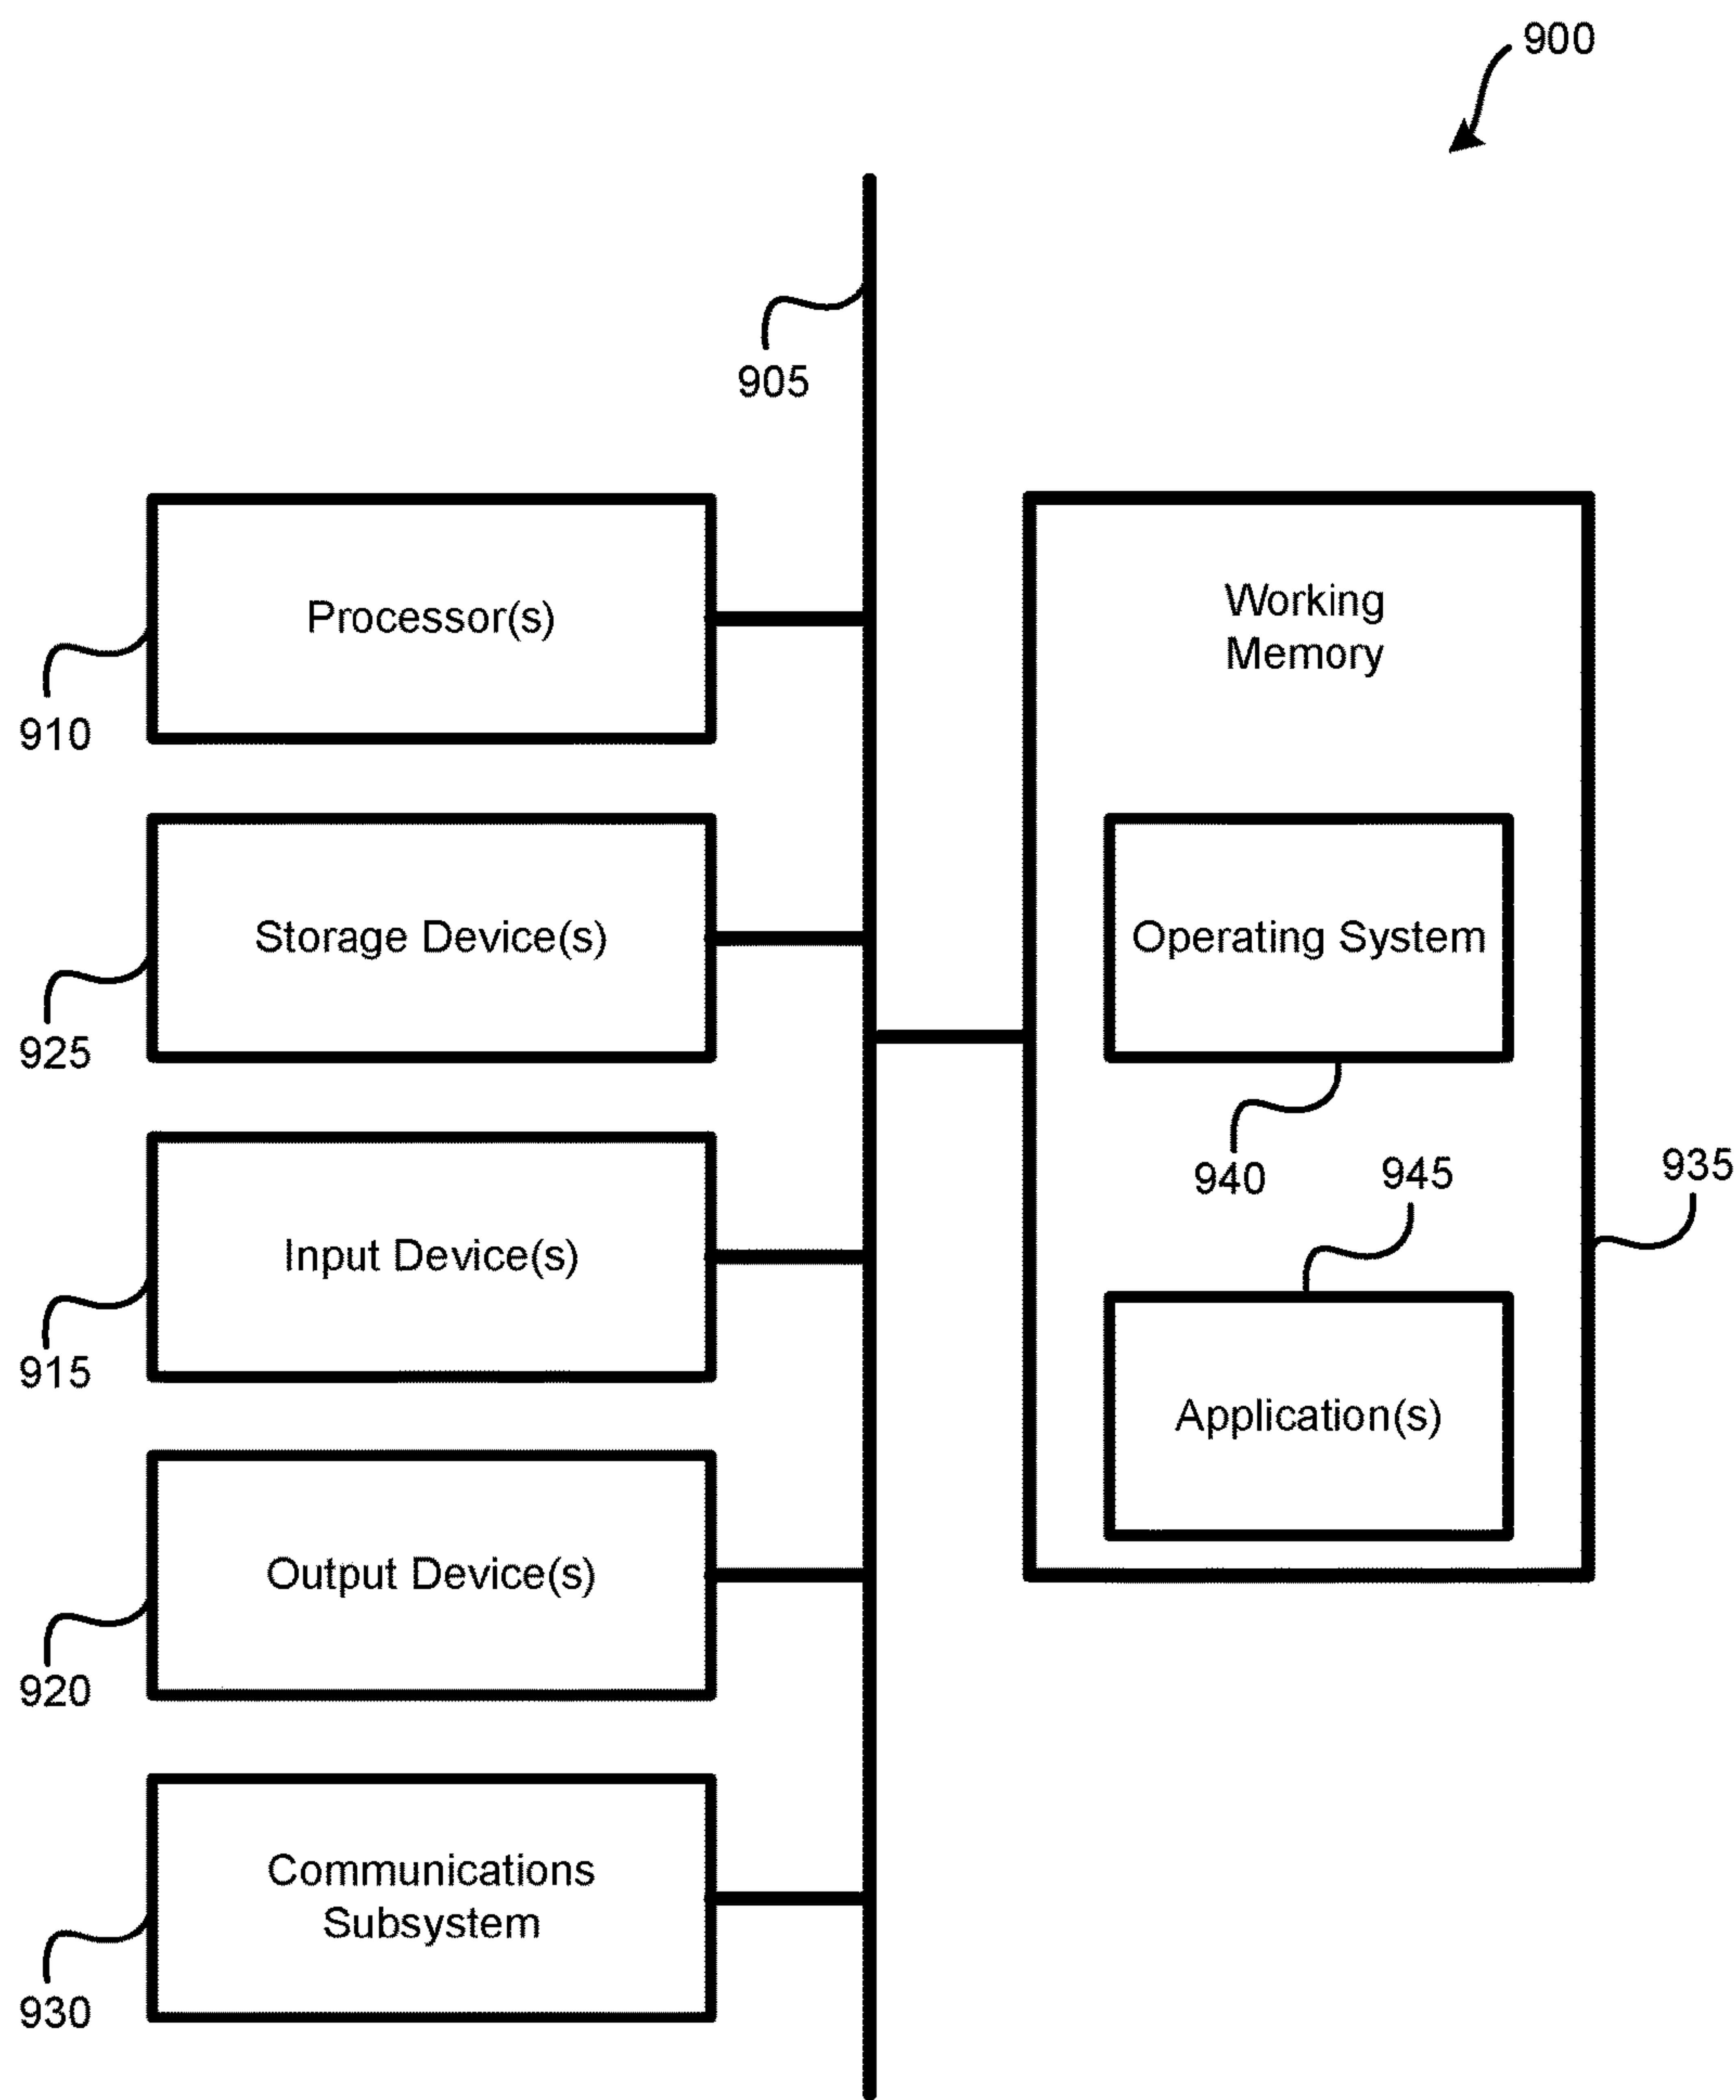 900
905
Processor(s)
910
Storage Device(s)
925
Input Device(s)
915
Output Device(s)
920
Communications
Subsystem
930
Working
Memory
Operating System
940
945
935
Application(s)